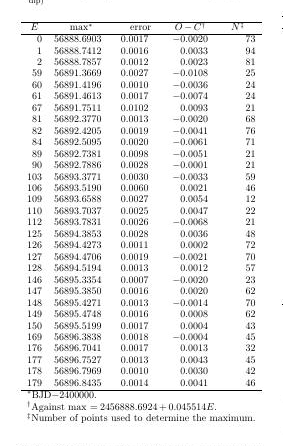 E max* error O − C† N‡
0 56888.6903 0.0017 −0.0020 73
1 56888.7412 0.0016 0.0033 94
2 56888.7857 0.0012 0.0023 81
59 56891.3669 0.0027 −0.0108 25
60 56891.4196 0.0010 −0.0036 24
61 56891.4613 0.0017 −0.0074 24
67 56891.7511 0.0102 0.0093 21
81 56892.3770 0.0013 −0.0020 68
82 56892.4205 0.0019 −0.0041 76
84 56892.5095 0.0020 −0.0061 71
89 56892.7381 0.0098 −0.0051 21
90 56892.7886 0.0028 −0.0001 21
103 56893.3771 0.0030 −0.0033 59
106 56893.5190 0.0060 0.0021 46
109 56893.6588 0.0027 0.0054 12
110 56893.7037 0.0025 0.0047 22
112 56893.7831 0.0026 −0.0068 21
125 56894.3853 0.0028 0.0036 48
126 56894.4273 0.0011 0.0002 72
127 56894.4706 0.0019 −0.0021 70
128 56894.5194 0.0013 0.0012 57
146 56895.3354 0.0007 −0.0020 23
147 56895.3850 0.0016 0.0020 62
148 56895.4271 0.0013 −0.0014 70
149 56895.4748 0.0016 0.0008 62
150 56895.5199 0.0017 0.0004 43
169 56896.3838 0.0018 −0.0004 45
176 56896.7041 0.0017 0.0013 32
177 56896.7527 0.0013 0.0043 45
178 56896.7969 0.0010 0.0030 42
179 56896.8435 0.0014 0.0041 46
*BJD−2400000.
†Against max = 2456888.6924 + 0.045514E.
‡Number of points used to determine the maximum.